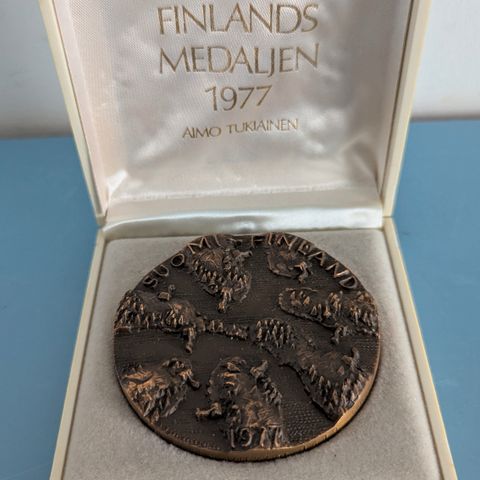 FINLANDS
MEDALJEN
1977
AIMO TUKIAINEN
SUOMI - FINLAND
1977